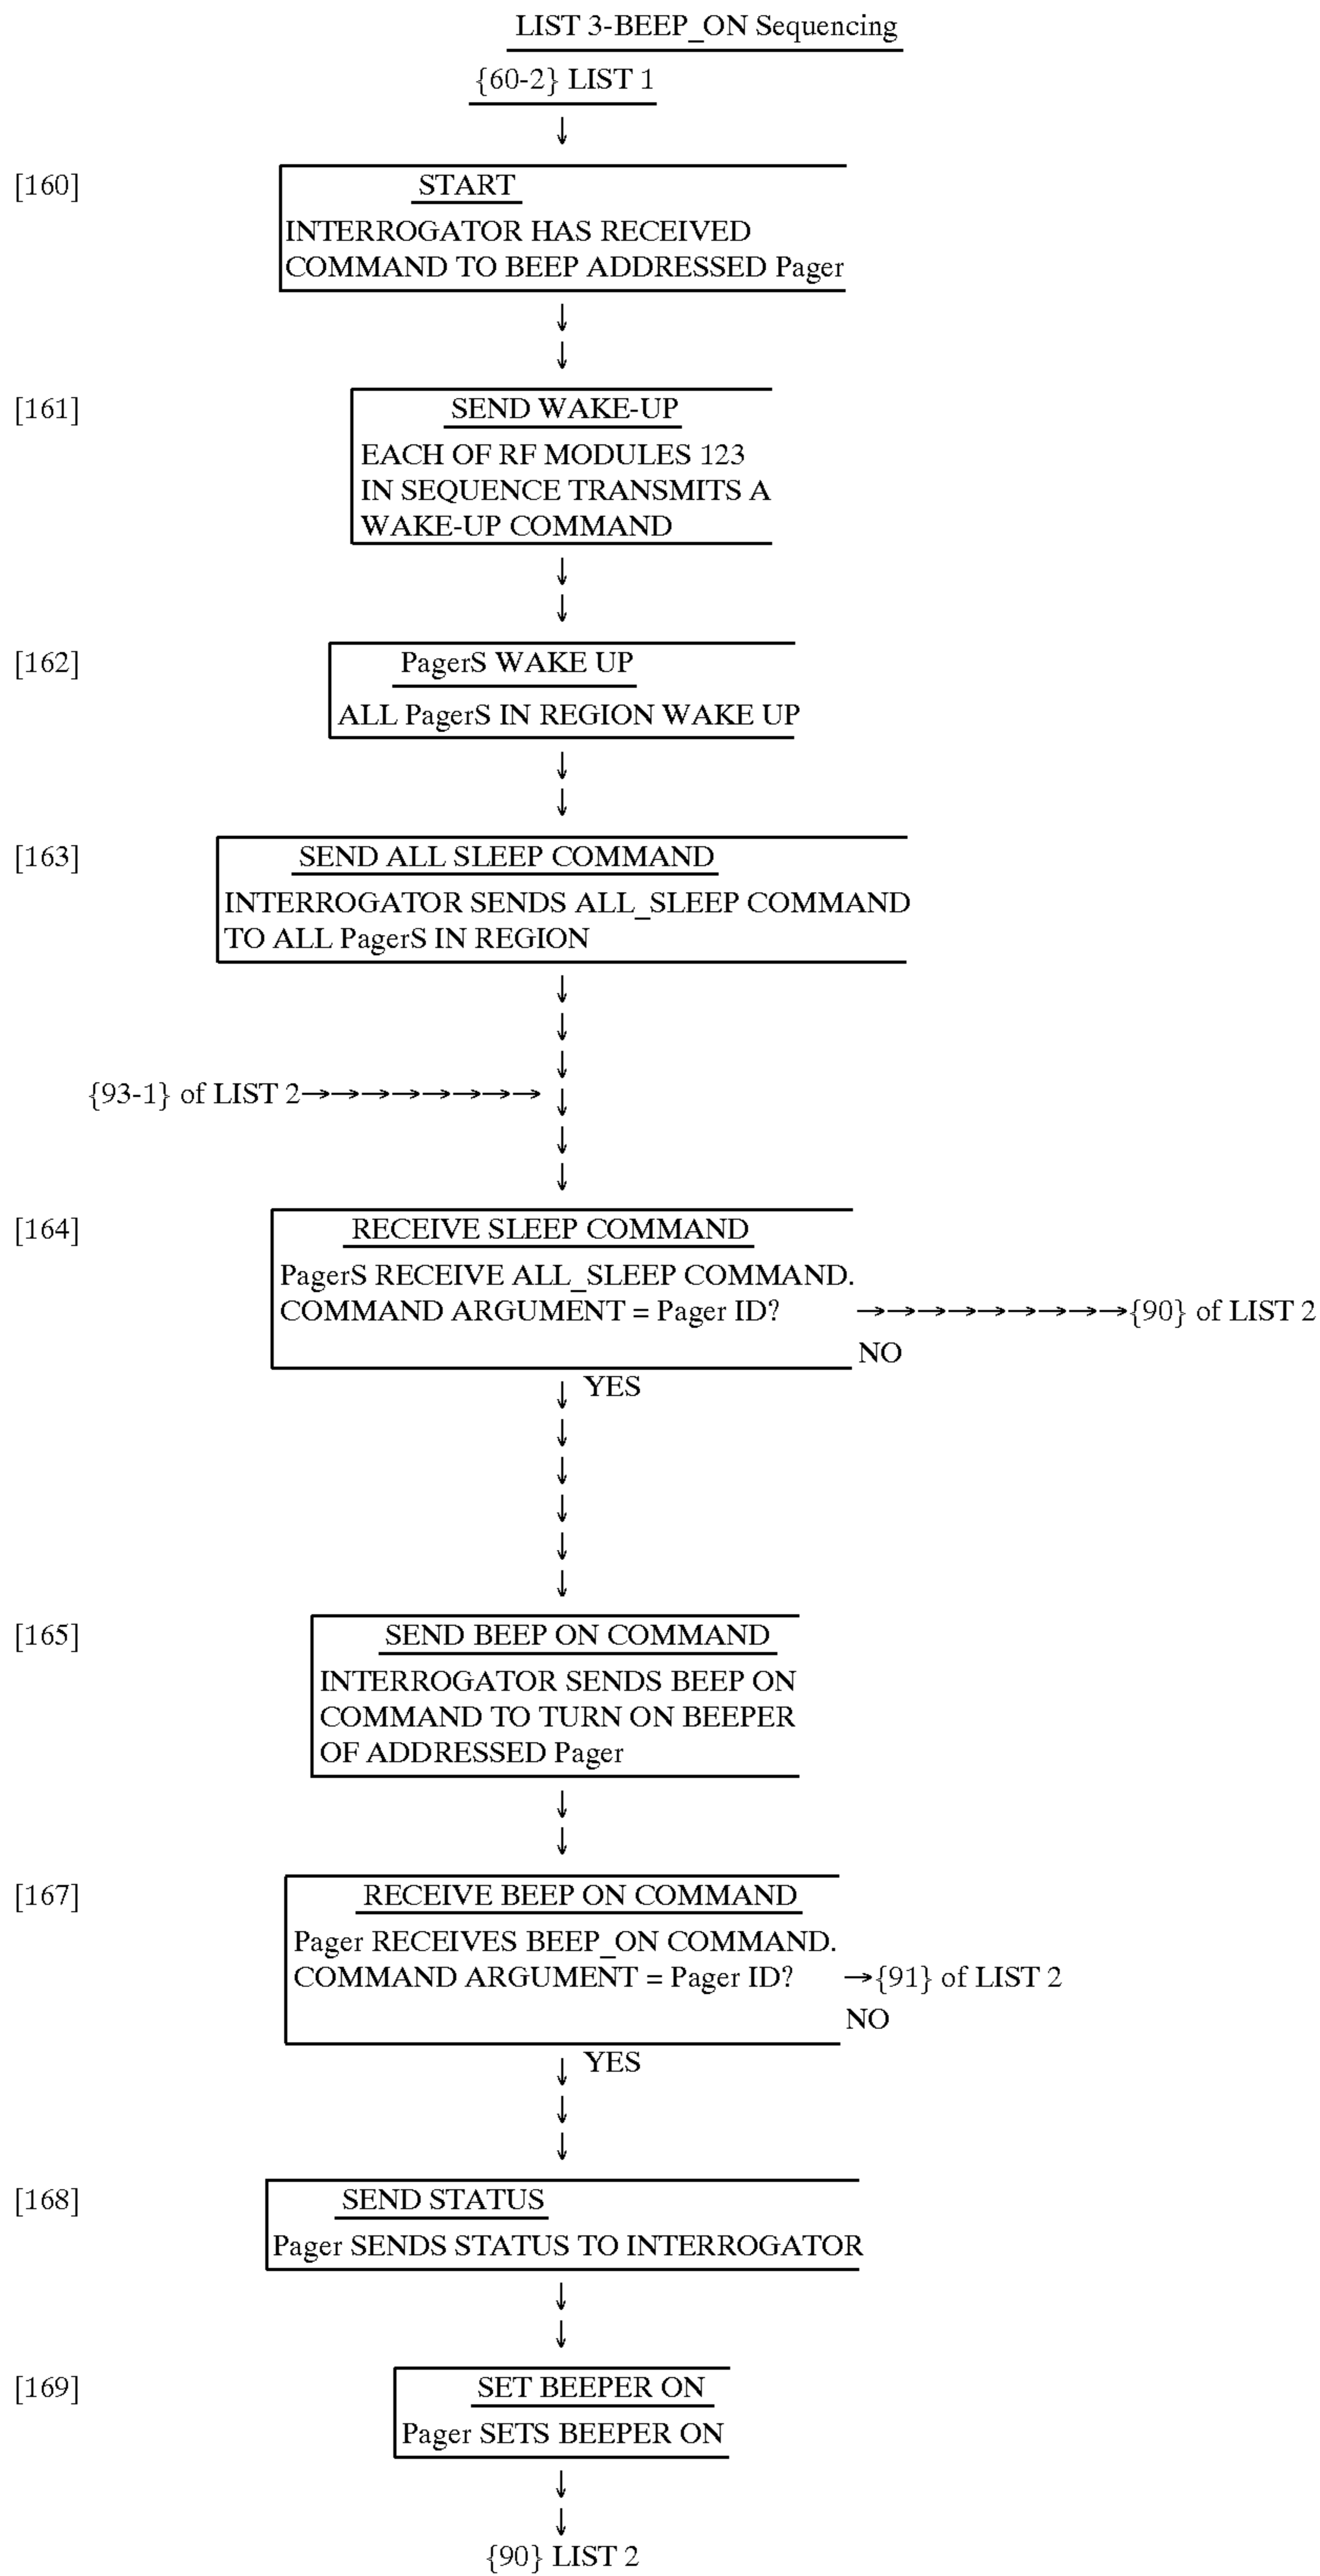 LIST 3-BEEP_ON Sequencing
{60-2} LIST 1
[160]
START
INTERROGATOR HAS RECEIVED
COMMAND TO BEEP ADDRESSED Pager
[161]
SEND WAKE-UP
EACH OF RF MODULES 123
IN SEQUENCE TRANSMITS A
WAKE-UP COMMAND
[162]
PagerS WAKE UP
ALL PagerS IN REGION WAKE UP
[163]
SEND ALL SLEEP COMMAND
INTERROGATOR SENDS ALL_SLEEP COMMAND
TO ALL PagerS IN REGION
{93-1} of LIST 2
[164]
RECEIVE SLEEP COMMAND
PagerS RECEIVE ALL_SLEEP COMMAND.
COMMAND ARGUMENT = Pager ID?
{90} of LIST 2
NO
YES
[165]
SEND BEEP ON COMMAND
INTERROGATOR SENDS BEEP ON
COMMAND TO TURN ON BEEPER
OF ADDRESSED Pager
[167]
RECEIVE BEEP ON COMMAND
Pager RECEIVES BEEP_ON COMMAND.
COMMAND ARGUMENT = Pager ID?
{91} of LIST 2
NO
YES
[168]
SEND STATUS
Pager SENDS STATUS TO INTERROGATOR
[169]
SET BEEPER ON
Pager SETS BEEPER ON
{90} LIST 2